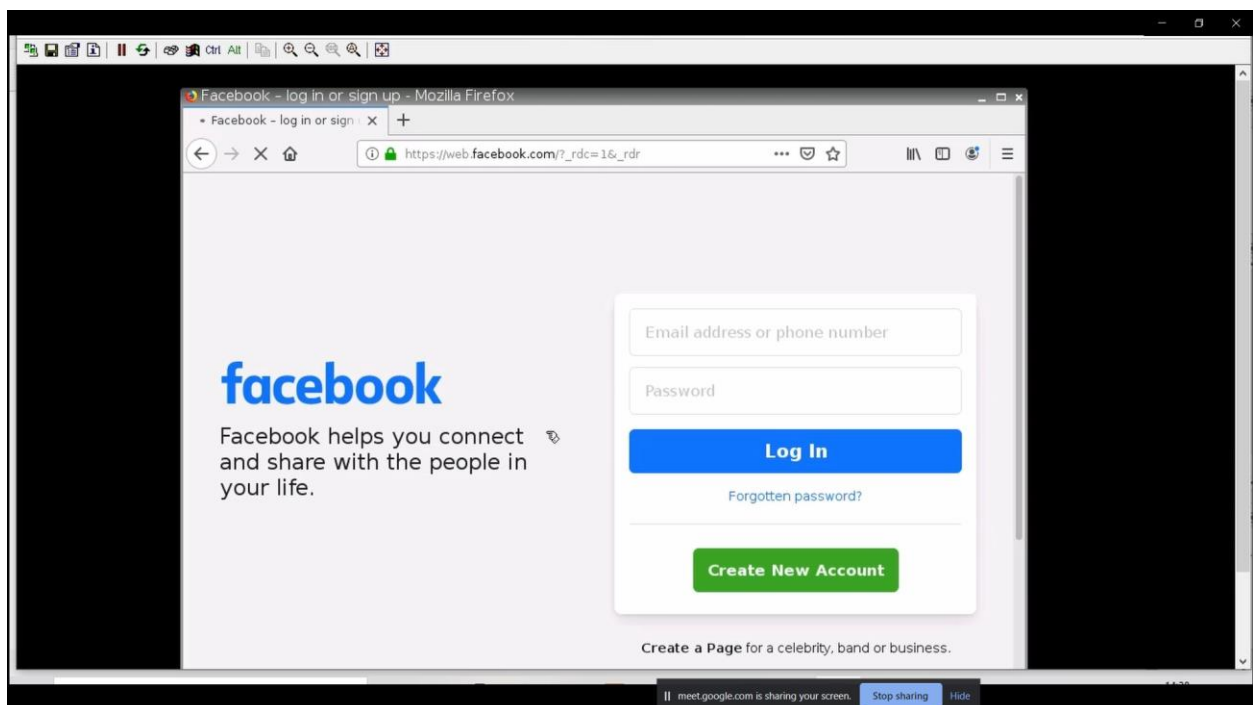 Ctrl Alt
Facebook – log in or sign up - Mozilla Firefox
Facebook – log in or sign
https://web.facebook.com/?_rdc=1&_rdr
Email address or phone number
facebook
Password
Facebook helps you connect
and share with the people in
your life.
Log In
Forgotten password?
Create New Account
Create a Page for a celebrity, band or business.
meet.google.com is sharing your screen. Stop sharing Hide